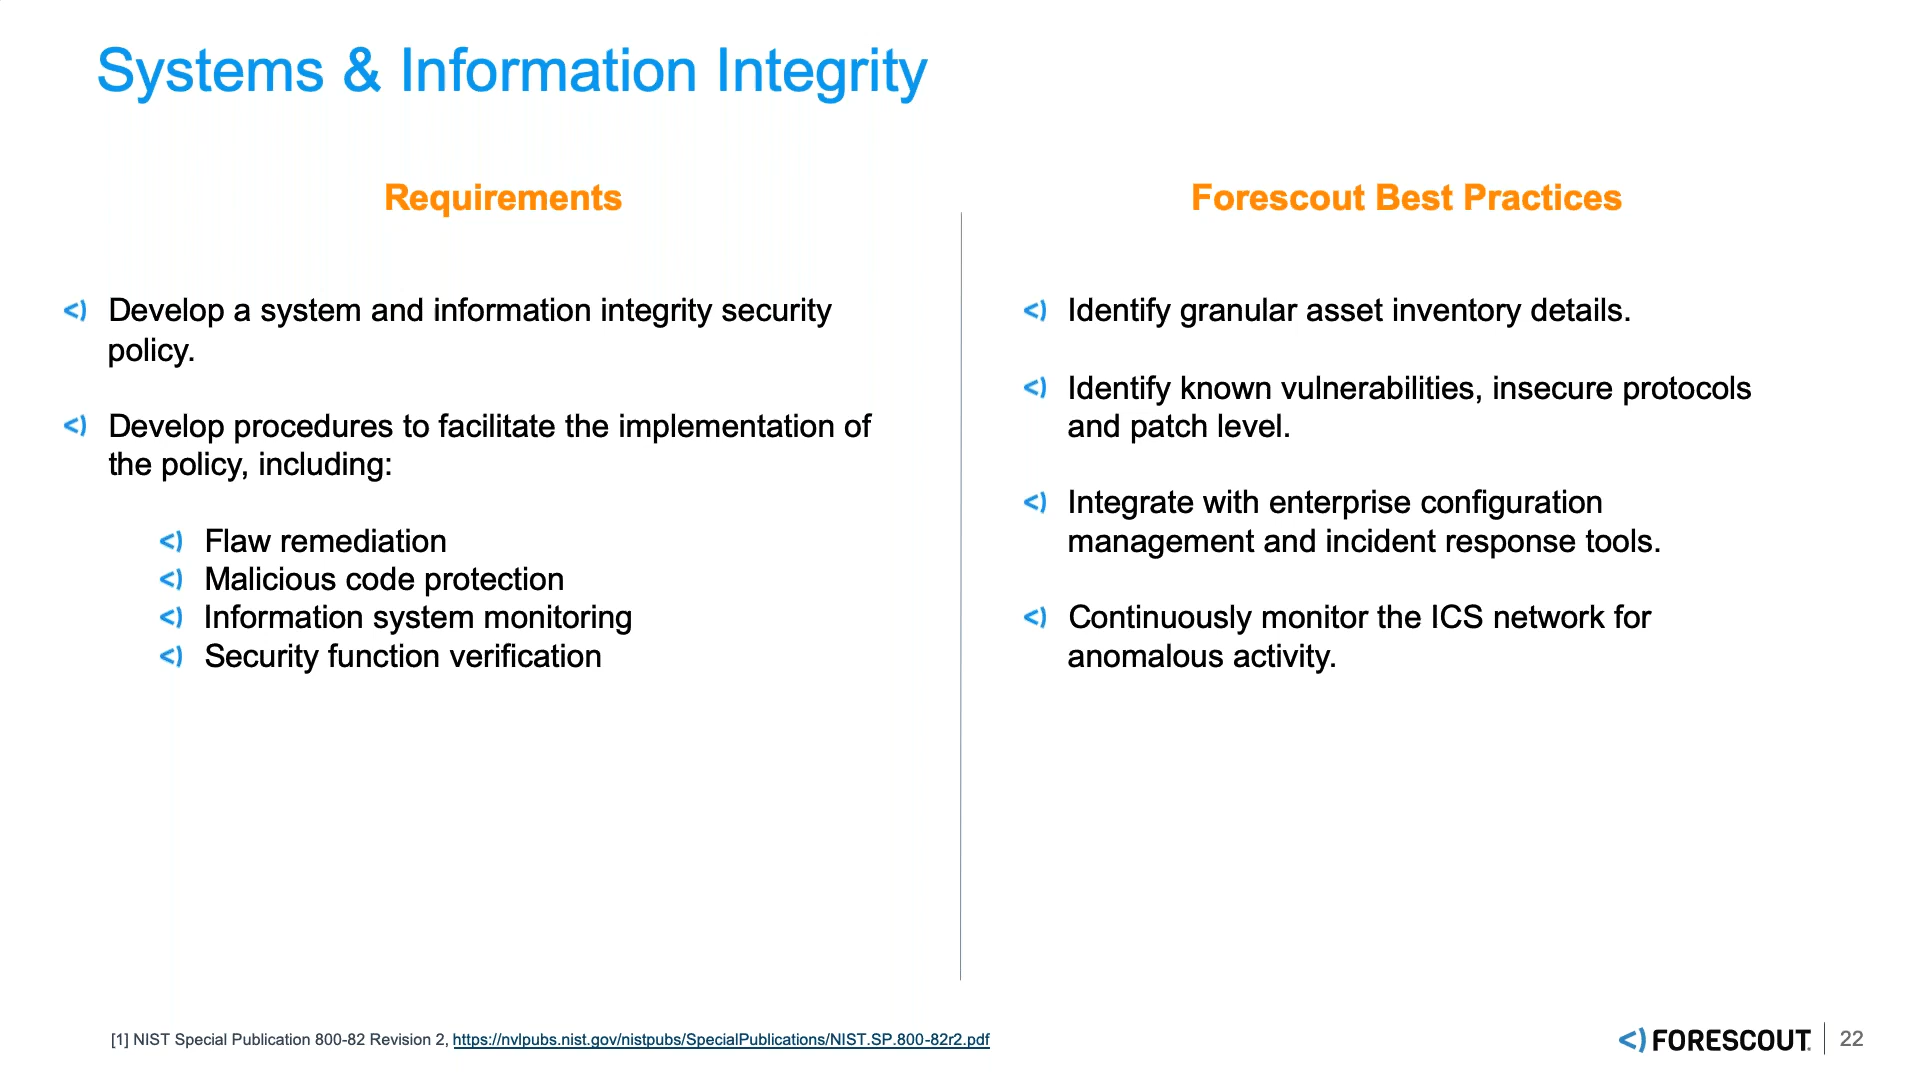 Systems & Information Integrity
Requirements
Develop a system and information integrity security
policy.
Develop procedures to facilitate the implementation of
the policy, including:
Flaw remediation
Malicious code protection
Information system monitoring
Security function verification
Forescout Best Practices
Identify granular asset inventory details.
Identify known vulnerabilities, insecure protocols
and patch level.
Integrate with enterprise configuration
management and incident response tools.
Continuously monitor the ICS network for
anomalous activity.
[1] NIST Special Publication 800-82 Revision 2, https://nvlpubs.nist.gov/nistpubs/SpecialPublications/NIST.SP.800-82r2.pdf
FORESCOUT. 22